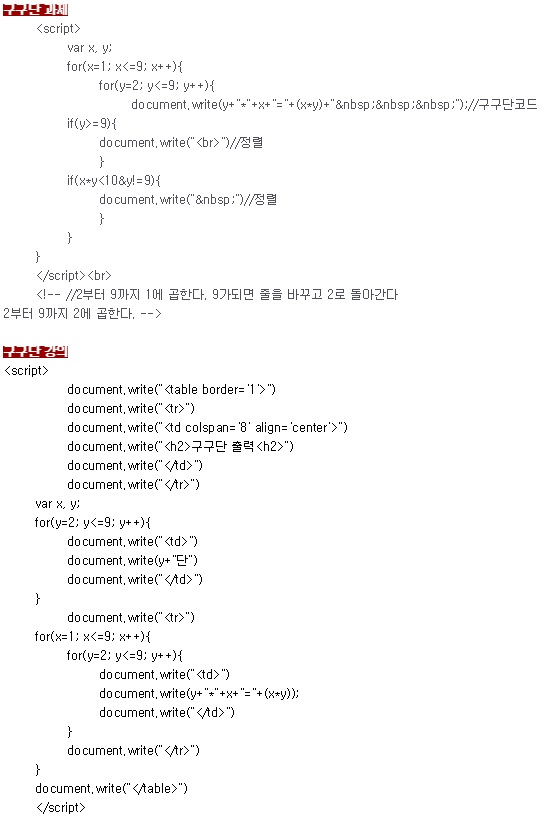 구구단 과제
<script>
var x, y;
for(x=1; x<=9; x++){
for(y=2; y<=9; y++){
document.write(y+"*"+x+"="+(x*y)+"&nbsp;&nbsp;&nbsp;");//구구단코드
if(y>=9){
document.write("<br>")//정렬
}
if(x*y<10&y!=9){
document.write("&nbsp;")//정렬
}
}
}
</script><br>
<!-- //2부터 9까지 1에 곱한다. 9가되면 줄을 바꾸고 2로 돌아간다
2부터 9까지 2에 곱한다. -->
구구단 강의
<script>
document.write("<table border='1'>")
document.write("<tr>")
document.write("<td colspan='8' align='center'>")
document.write("<h2>구구단 출력<h2>")
document.write("</td>")
document.write("</tr>")
var x, y;
for(y=2; y<=9; y++){
document.write("<td>")
document.write(y+"단")
document.write("</td>")
}
document.write("<tr>")
for(x=1; x<=9; x++){
for(y=2; y<=9; y++){
document.write("<td>")
document.write(y+"*"+x+"="+(x*y));
document.write("</td>")
}
document.write("</tr>")
}
document.write("</table>")
</script>